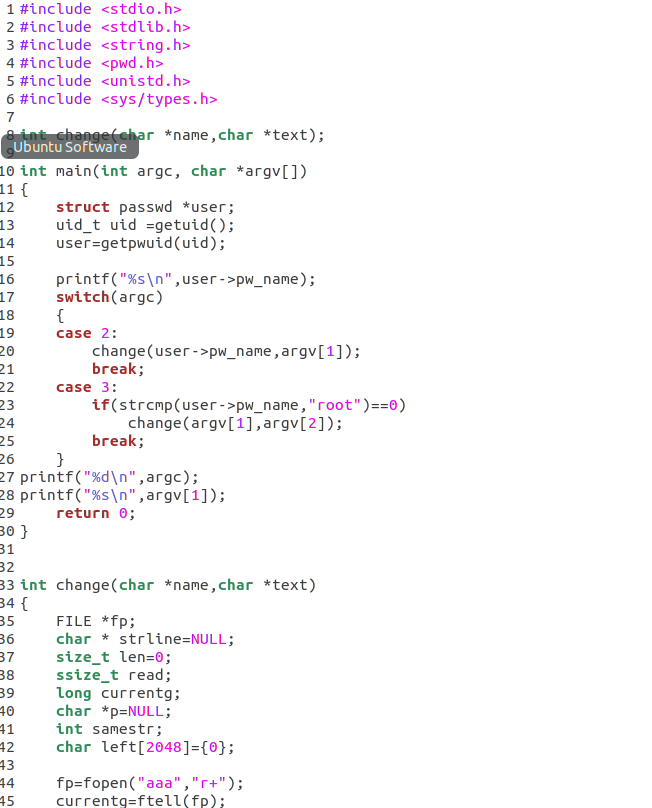 1 #include <stdio.h>
2 #include <stdlib.h>
3 #include <string.h>
4 #include <pwd.h>
5 #include <unistd.h>
6 #include <sys/types.h>
7
8 int change(char *name,char *text);
Ubuntu Software
9
10 int main(int argc, char *argv[])
11 {
12     struct passwd *user;
13     uid_t uid =getuid();
14     user=getpwuid(uid);
15
16     printf("%s\n",user->pw_name);
17     switch(argc)
18     {
19     case 2:
20         change(user->pw_name,argv[1]);
21         break;
22     case 3:
23         if(strcmp(user->pw_name,"root")==0)
24             change(argv[1],argv[2]);
25         break;
26     }
27 printf("%d\n",argc);
28 printf("%s\n",argv[1]);
29     return 0;
30 }
31
32
33 int change(char *name,char *text)
34 {
35     FILE *fp;
36     char * strline=NULL;
37     size_t len=0;
38     ssize_t read;
39     long currentg;
40     char *p=NULL;
41     int samestr;
42     char left[2048]={0};
43
44     fp=fopen("aaa","r+");
45     currentg=ftell(fp);